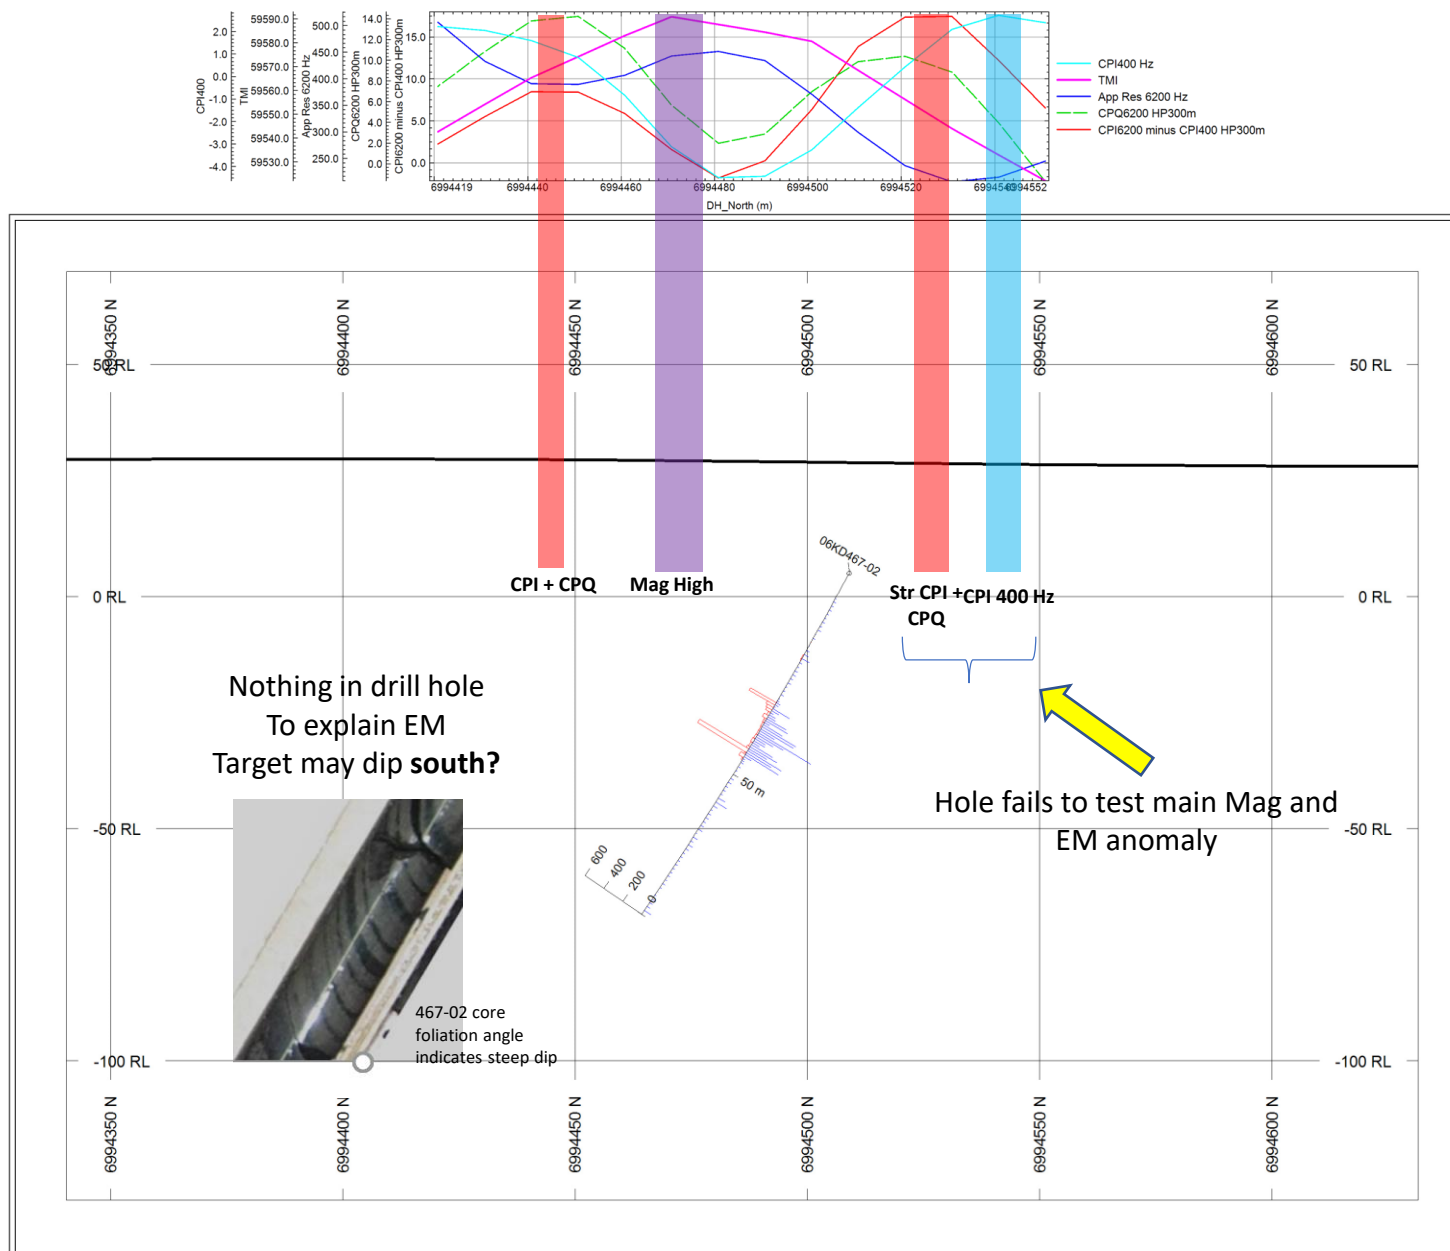 CPI400
2.0
1.0
0.0
-1.0
-2.0
-3.0
-4.0
TMI
59590.0
59580.0
59570.0
59560.0
59550.0
59540.0
59530.0
App Res 6200 Hz
500.0
450.0
400.0
350.0
300.0
250.0
CPQ6200 HP300m
14.0
12.0
10.0
8.0
6.0
4.0
2.0
0.0
CPI6200 minus CPI400 HP300m
15.0
10.0
5.0
0.0
6994419
6994440
6994460
6994480
6994500
6994520
6994540
6994552
DH_North (m)
CPI400 Hz
TMI
App Res 6200 Hz
CPQ6200 HP300m
CPI6200 minus CPI400 HP300m
6994350 N
6994400 N
6994450 N
6994500 N
6994550 N
6994600 N
50 RL
50 RL
06KD467-02
CPI + CPQ
Mag High
Str CPI +
CPQ
CPI 400 Hz
0 RL
0 RL
Nothing in drill hole
To explain EM
Target may dip south?
50 m
Hole fails to test main Mag and
EM anomaly
-50 RL
-50 RL
600
400
200
0
467-02 core
foliation angle
indicates steep dip
-100 RL
-100 RL
6994350 N
6994400 N
6994450 N
6994500 N
6994550 N
6994600 N